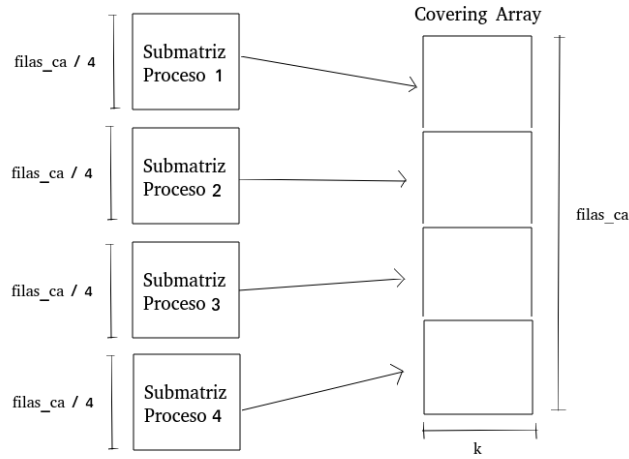 Covering Array
filas_ca / 4
Submatriz
Proceso 1
filas_ca / 4
Submatriz
Proceso 2
filas_ca
filas_ca / 4
Submatriz
Proceso 3
filas_ca / 4
Submatriz
Proceso 4
k